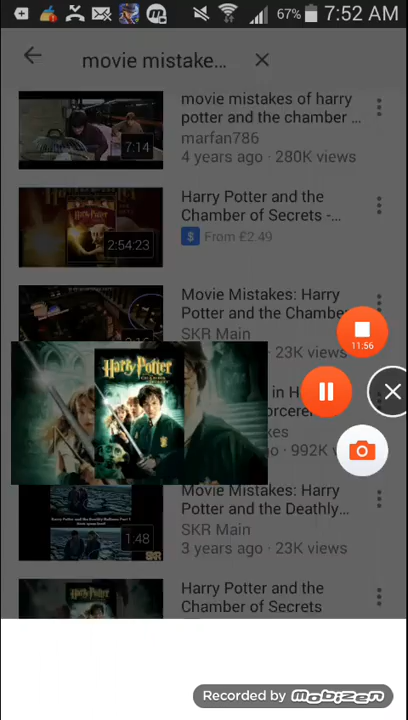 67% 7:52 AM
movie mistake...
movie mistakes of harry
potter and the chamber ...
marfan786
4 years ago · 280K views
7:14
Harry Potter and the
Chamber of Secrets -...
$ From £2.49
2:54:23
Movie Mistakes: Harry
Potter and the Chambe
SKR Main
23K views
11:56
Harry Potter
in H
orcerer
xes
992K v
Movie Mistakes: Harry
Potter and the Deathly...
SKR Main
3 years ago · 23K views
1:48
SKR
Harry Potter and the
Chamber of Secrets
Recorded by mobizen